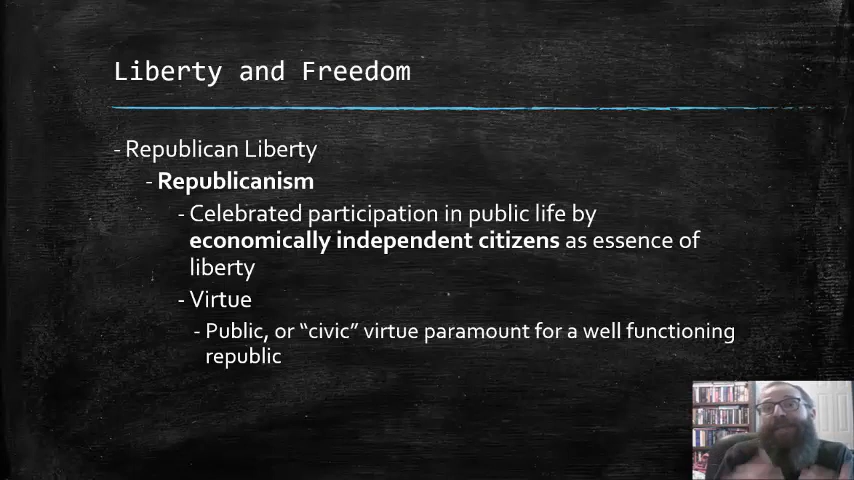 Liberty and Freedom
- Republican Liberty
- Republicanism
- Celebrated participation in public life by
economically independent citizens as essence of
liberty
- Virtue
- Public, or “civic” virtue paramount for a well functioning
republic